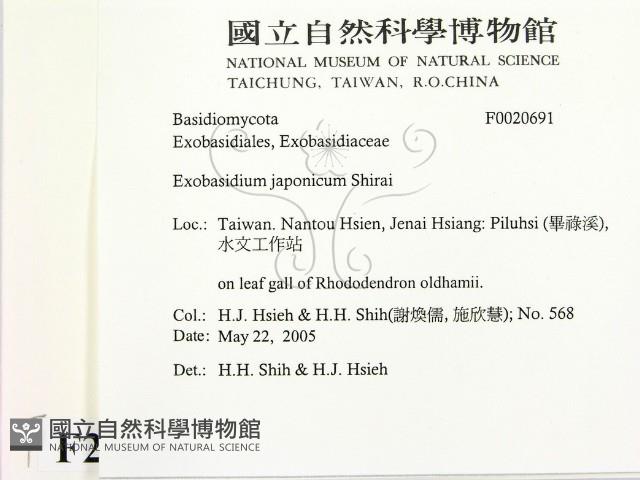 國立自然科學博物館
NATIONAL MUSEUM OF NATURAL SCIENCE
TAICHUNG, TAIWAN, R.O.CHINA
Basidiomycota F0020691
Exobasidiales, Exobasidiaceae
Exobasidium japonicum Shirai
Loc.: Taiwan. Nantou Hsien, Jenai Hsiang: Piluhsi (畢祿溪),
水文工作站
on leaf gall of Rhododendron oldhamii.
Col.: H.J. Hsieh & H.H. Shih(謝煥儒, 施欣慧); No. 568
Date: May 22, 2005
Det.: H.H. Shih & H.J. Hsieh
國立自然科學博物館
NATIONAL MUSEUM OF NATURAL SCIENCE
F2